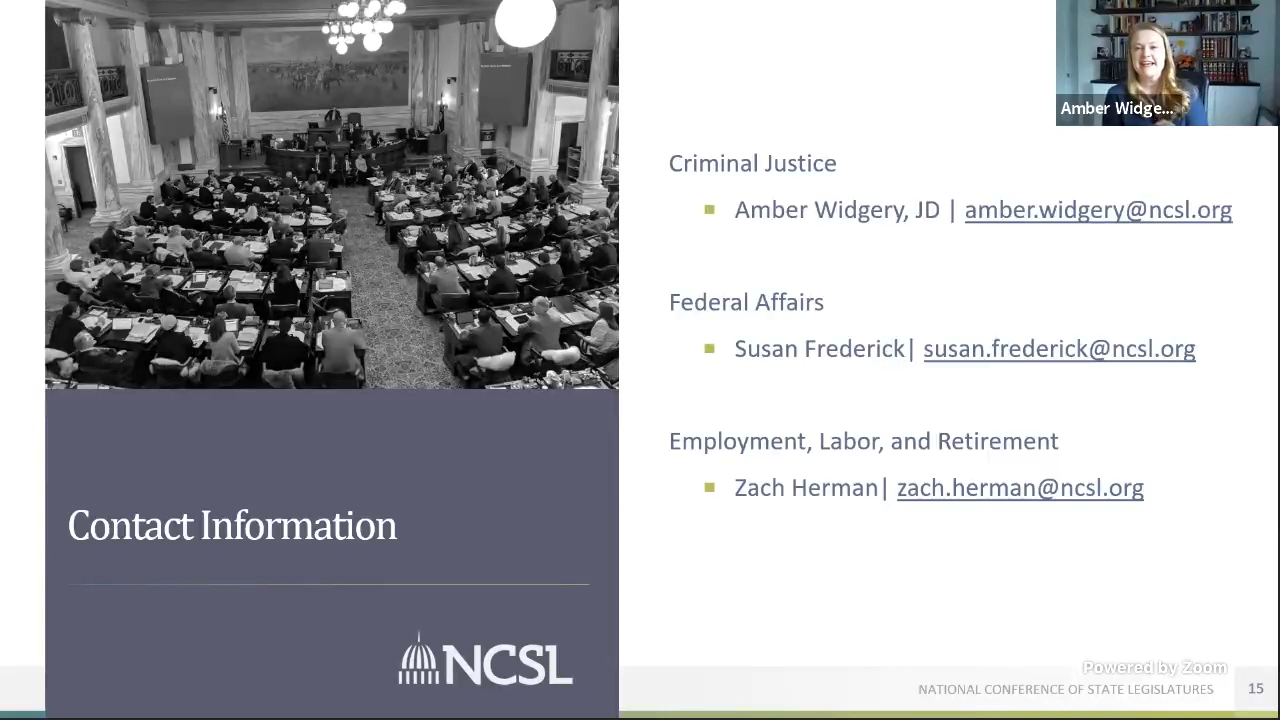 Amber Widge...
Criminal Justice
Amber Widgery, JD | amber.widgery@ncsl.org
Federal Affairs
Susan Frederick| susan.frederick@ncsl.org
Employment, Labor, and Retirement
Zach Herman| zach.herman@ncsl.org
Contact Information
NCSL
Powered by Zoom
NATIONAL CONFERENCE OF STATE LEGISLATURES 15